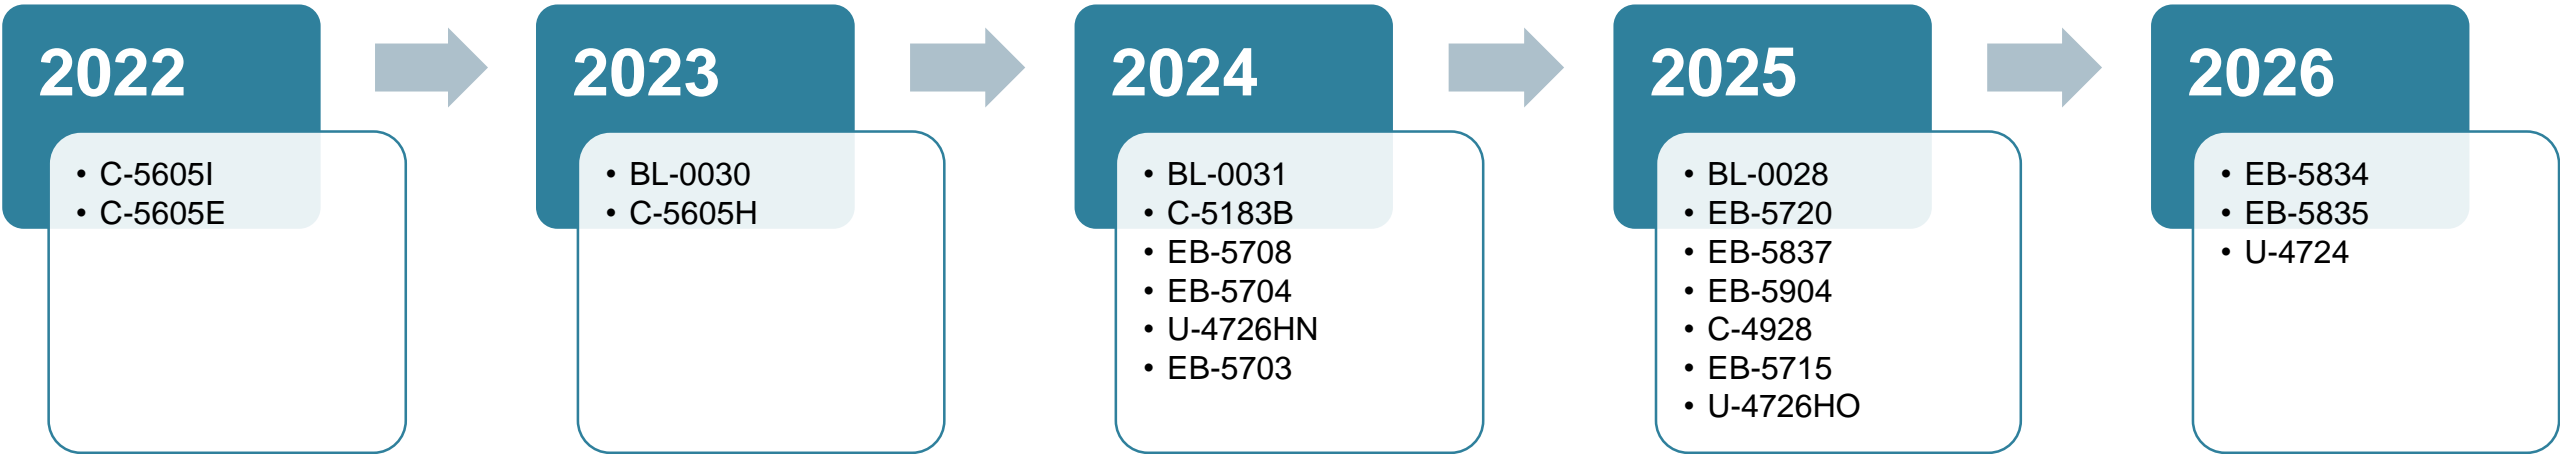 2022
• C-5605I
• C-5605E
2023
• BL-0030
• C-5605H
2024
• BL-0031
• C-5183B
• EB-5708
• EB-5704
• U-4726HN
• EB-5703
2025
• BL-0028
• EB-5720
• EB-5837
• EB-5904
• C-4928
• EB-5715
• U-4726HO
2026
• EB-5834
• EB-5835
• U-4724